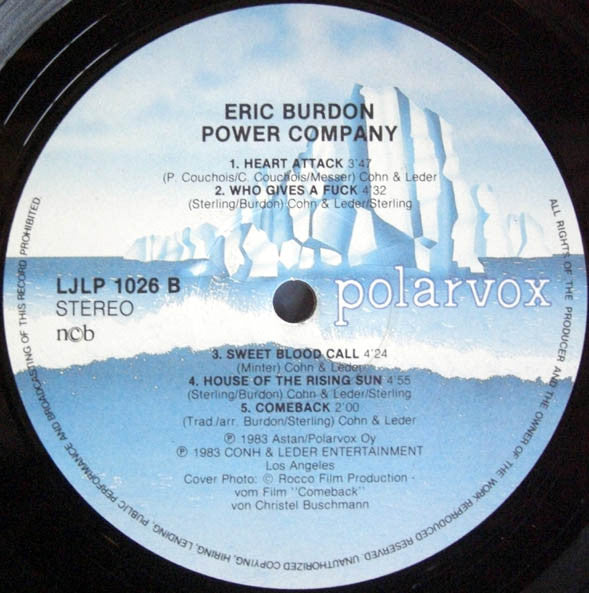 ERIC BURDON
POWER COMPANY
1. HEART ATTACK 3'47
(P. Couchois/C. Couchois/Messer) Cohn & Leder
2. WHO GIVES A FUCK 4'32
(Sterling/Burdon) Cohn & Leder/Sterling
LJLP 1026 B
STEREO
ncb
polarvox
3. SWEET BLOOD CALL 4'24
(Minter) Cohn & Leder
4. HOUSE OF THE RISING SUN 4'55
(Sterling/Burdon) Cohn & Leder/Sterling
5. COMEBACK 2'00
(Trad./arr. Burdon/Sterling) Cohn & Leder
℗ 1983 Astan/Polarvox Oy
℗ 1983 CONH & LEDER ENTERTAINMENT
Los Angeles
Cover Photo: © Rocco Film Production -
vom Film "Comeback"
von Christel Buschmann
ALL RIGHTS OF THE PRODUCER AND THE OWNER OF THE WORK REPRODUCED RESERVED. UNAUTHORIZED COPYING, HIRING, LENDING, PUBLIC PERFORMANCE AND BROADCASTING OF THIS RECORD PROHIBITED.